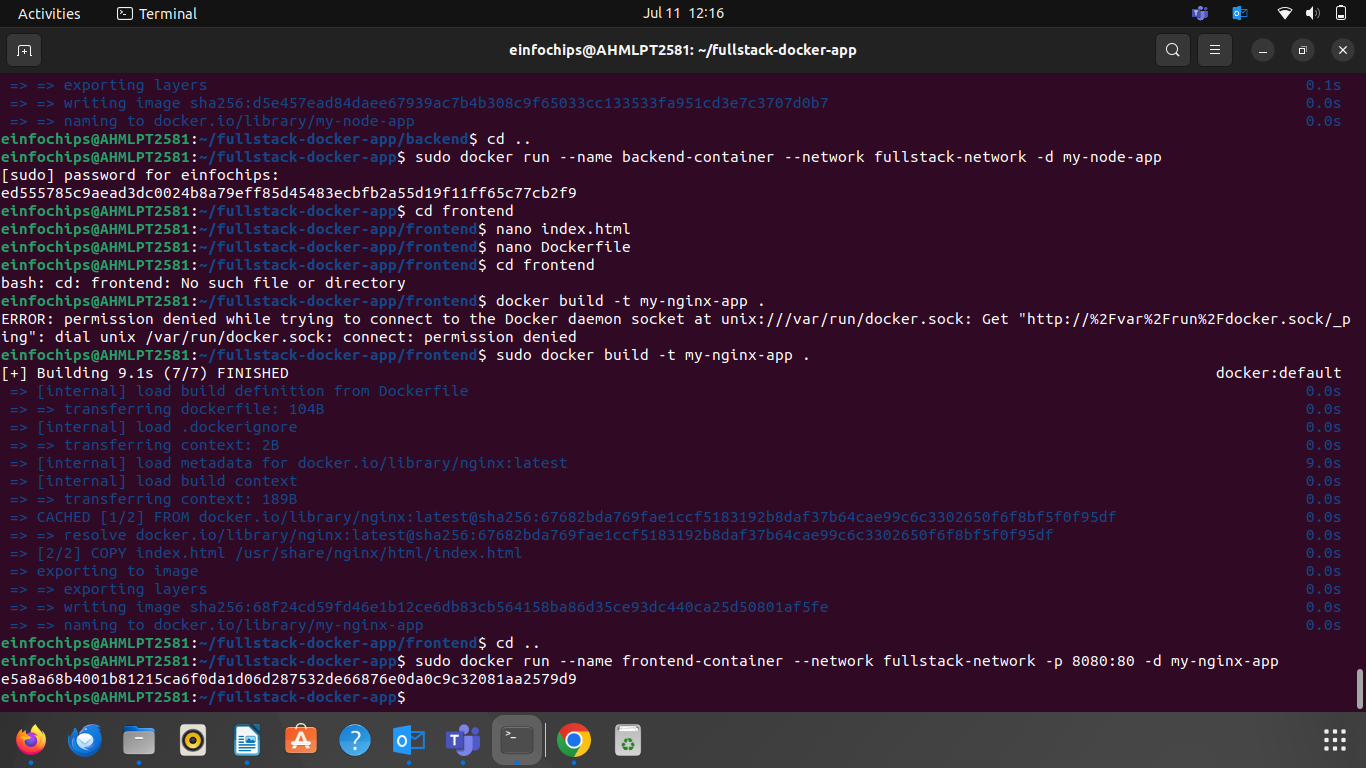 Activities
Terminal
Jul 11 12:16
einfochips@AHMLPT2581: ~/fullstack-docker-app
=> => exporting layers 0.1s
=> => writing image sha256:d5e457ead84daee67939ac7b4b308c9f65033cc133533fa951cd3e7c3707d0b7 0.0s
=> => naming to docker.io/library/my-node-app 0.0s
einfochips@AHMLPT2581:~/fullstack-docker-app/backend$ cd ..
einfochips@AHMLPT2581:~/fullstack-docker-app$ sudo docker run --name backend-container --network fullstack-network -d my-node-app
[sudo] password for einfochips:
ed555785c9aead3dc0024b8a79eff85d45483ecbfb2a55d19f11ff65c77cb2f9
einfochips@AHMLPT2581:~/fullstack-docker-app$ cd frontend
einfochips@AHMLPT2581:~/fullstack-docker-app/frontend$ nano index.html
einfochips@AHMLPT2581:~/fullstack-docker-app/frontend$ nano Dockerfile
einfochips@AHMLPT2581:~/fullstack-docker-app/frontend$ cd frontend
bash: cd: frontend: No such file or directory
einfochips@AHMLPT2581:~/fullstack-docker-app/frontend$ docker build -t my-nginx-app .
ERROR: permission denied while trying to connect to the Docker daemon socket at unix:///var/run/docker.sock: Get "http://%2Fvar%2Frun%2Fdocker.sock/_p
ing": dial unix /var/run/docker.sock: connect: permission denied
einfochips@AHMLPT2581:~/fullstack-docker-app/frontend$ sudo docker build -t my-nginx-app .
[+] Building 9.1s (7/7) FINISHED docker:default
=> [internal] load build definition from Dockerfile 0.0s
=> => transferring dockerfile: 104B 0.0s
=> [internal] load .dockerignore 0.0s
=> => transferring context: 2B 0.0s
=> [internal] load metadata for docker.io/library/nginx:latest 9.0s
=> [internal] load build context 0.0s
=> => transferring context: 189B 0.0s
=> CACHED [1/2] FROM docker.io/library/nginx:latest@sha256:67682bda769fae1ccf5183192b8daf37b64cae99c6c3302650f6f8bf5f0f95df 0.0s
=> => resolve docker.io/library/nginx:latest@sha256:67682bda769fae1ccf5183192b8daf37b64cae99c6c3302650f6f8bf5f0f95df 0.0s
=> [2/2] COPY index.html /usr/share/nginx/html/index.html 0.0s
=> exporting to image 0.0s
=> => exporting layers 0.0s
=> => writing image sha256:68f24cd59fd46e1b12ce6db83cb564158ba86d35ce93dc440ca25d50801af5fe 0.0s
=> => naming to docker.io/library/my-nginx-app 0.0s
einfochips@AHMLPT2581:~/fullstack-docker-app/frontend$ cd ..
einfochips@AHMLPT2581:~/fullstack-docker-app$ sudo docker run --name frontend-container --network fullstack-network -p 8080:80 -d my-nginx-app
e5a8a68b4001b81215ca6f0da1d06d287532de66876e0da0c9c32081aa2579d9
einfochips@AHMLPT2581:~/fullstack-docker-app$